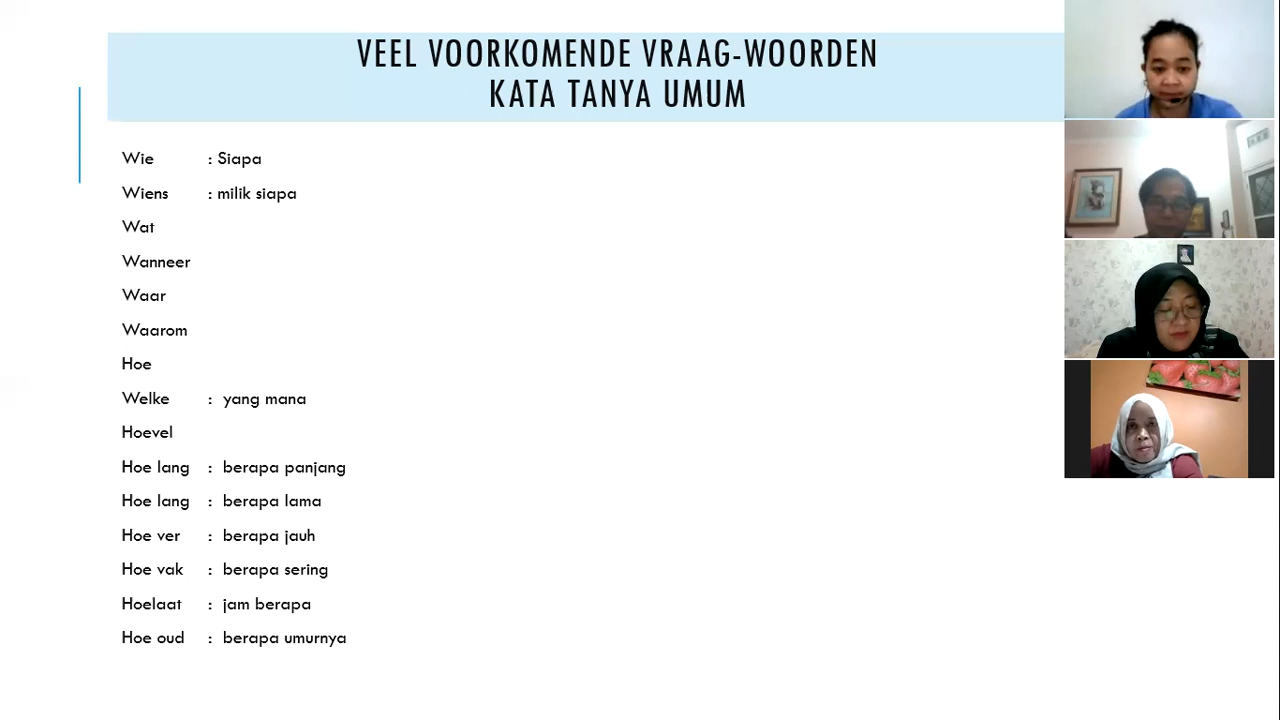 VEEL VOORKOMENDE VRAAG-WOORDEN
KATA TANYA UMUM
Wie : Siapa
Wiens : milik siapa
Wat
Wanneer
Waar
Waarom
Hoe
Welke : yang mana
Hoevel
Hoe lang : berapa panjang
Hoe lang : berapa lama
Hoe ver : berapa jauh
Hoe vak : berapa sering
Hoelaat : jam berapa
Hoe oud : berapa umurnya